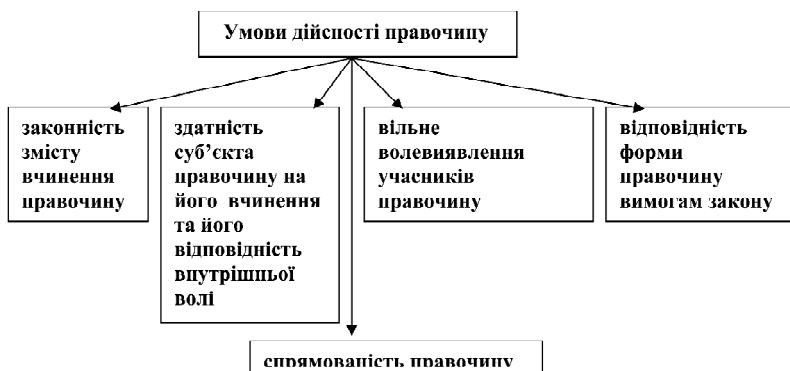 Умови дійсності правочину
законність
змісту
вчинення
правочину
здатність
суб’єкта
правочину на
його вчинення
та його
відповідність
внутрішньої
волі
вільне
волевиявлення
учасників
правочину
відповідність
форми
правочину
вимогам закону
спрямованість правочину